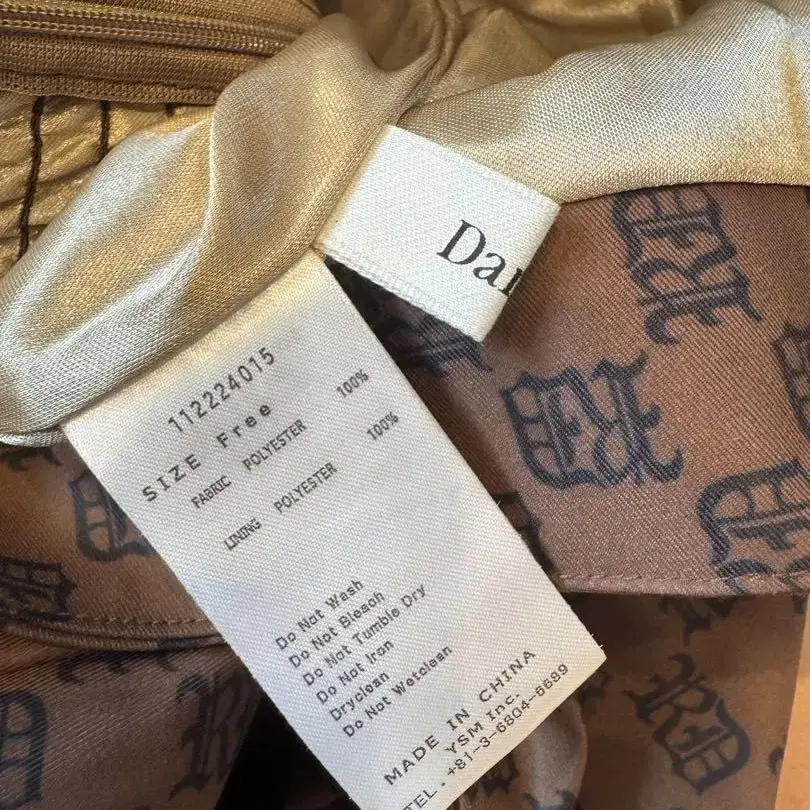 Dar
112224015
SIZE Free
FABRIC POLYESTER 100%
LINING POLYESTER 100%
Do Not Wash
Do Not Bleach
Do Not Tumble Dry
Do Not Iron
Dryclean
Do Not Wetclean
MADE IN CHINA
YSM Inc.
TEL. +81-3-6804-6689